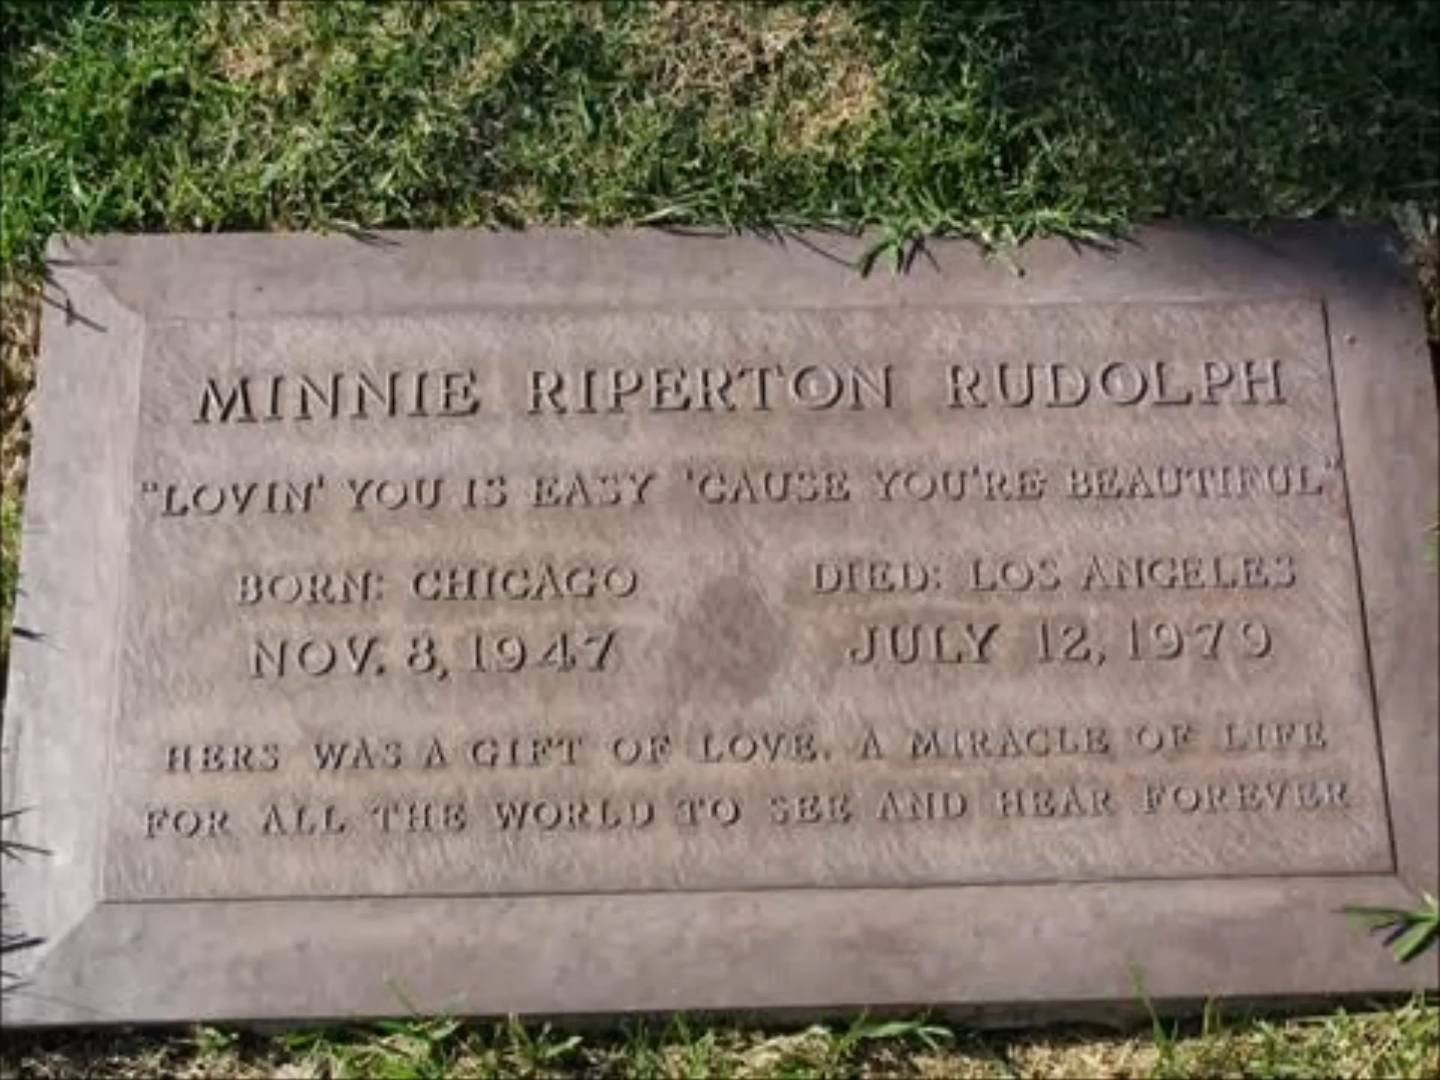 MINNIE RIPERTON RUDOLPH
"LOVIN' YOU IS EASY 'CAUSE YOU'RE BEAUTIFUL"
BORN: CHICAGO DIED: LOS ANGELES
NOV. 8, 1947 JULY 12, 1979
HERS WAS A GIFT OF LOVE. A MIRACLE OF LIFE
FOR ALL THE WORLD TO SEE AND HEAR FOREVER